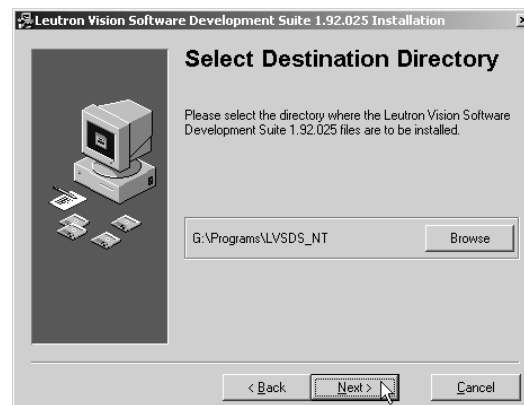 Leutron Vision Software Development Suite 1.92.025 Installation
Select Destination Directory
Please select the directory where the Leutron Vision Software
Development Suite 1.92.025 files are to be installed.
G:\Programs\LVSDS_NT
Browse
< Back
Next >
Cancel